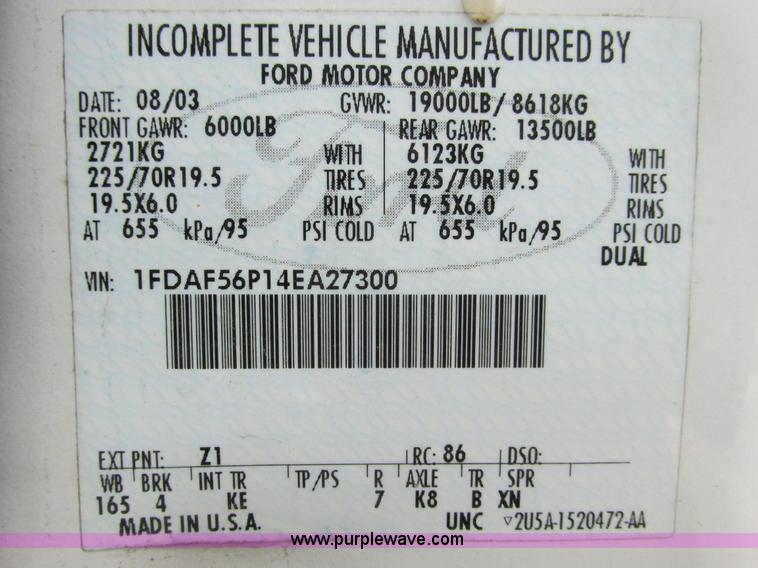 INCOMPLETE VEHICLE MANUFACTURED BY
FORD MOTOR COMPANY
DATE: 08/03 GVWR: 19000LB/ 8618KG
FRONT GAWR: 6000LB REAR GAWR: 13500LB
2721KG WITH 6123KG WITH
225/70R19.5 TIRES 225/70R19.5 TIRES
19.5X6.0 RIMS 19.5X6.0 RIMS
AT 655 kPa/95 PSI COLD AT 655 kPa/95 PSI COLD
DUAL
VIN: 1FDAF56P14EA27300
EXT PNT: Z1 RC: 86 DSO:
WB BRK INT TR TP/PS R AXLE TR SPR
165 4 KE 7 K8 B XN
MADE IN U.S.A. UNC ▽2U5A-1520472-AA
Ford
www.purplewave.com